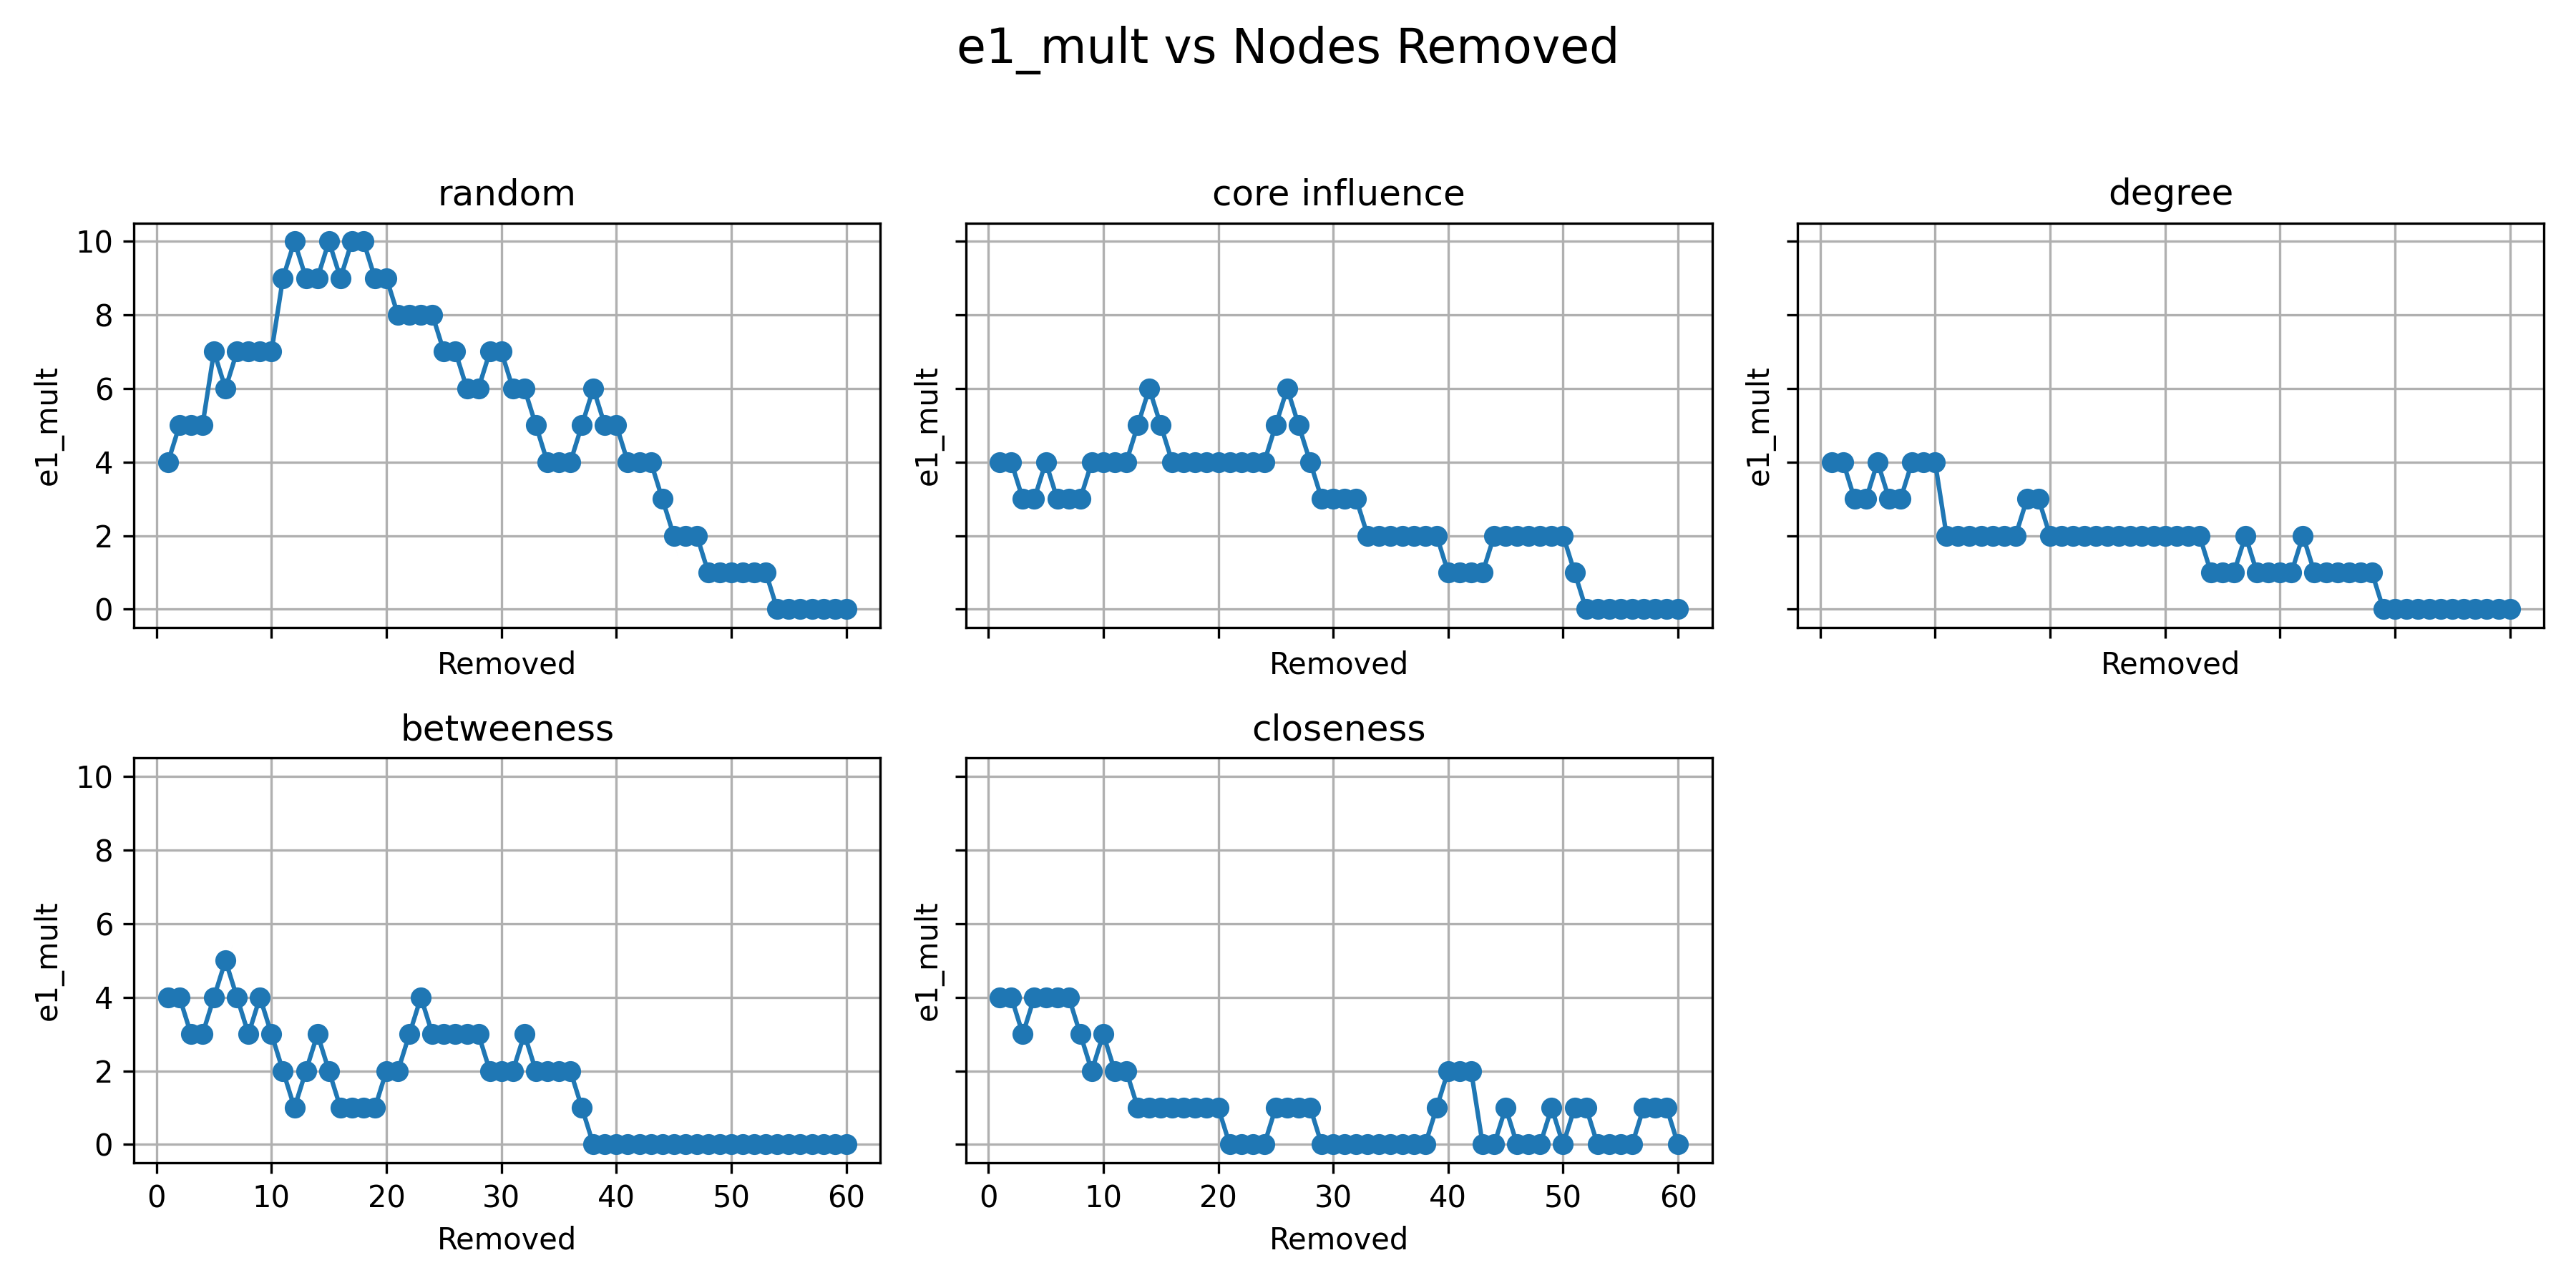 e1_mult vs Nodes Removed
random
core influence
degree
10
8
6
4
2
0
e1_mult
e1_mult
e1_mult
Removed
Removed
Removed
betweeness
closeness
10
8
6
4
2
0
e1_mult
e1_mult
0 10 20 30 40 50 60
0 10 20 30 40 50 60
Removed
Removed